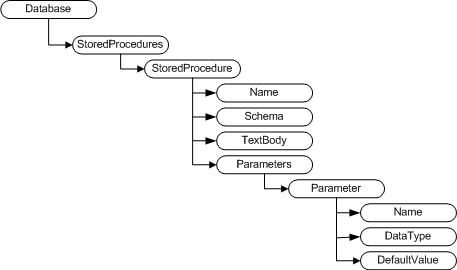 Database
StoredProcedures
StoredProcedure
Name
Schema
TextBody
Parameters
Parameter
Name
DataType
DefaultValue